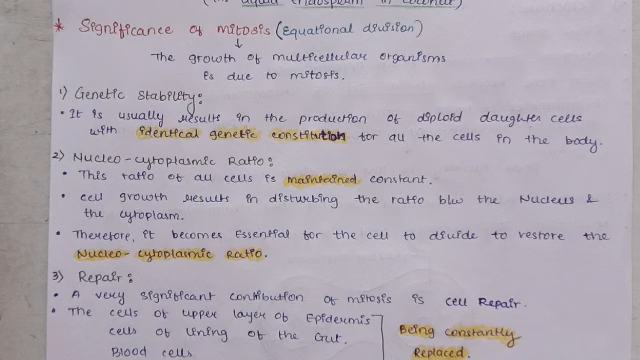 (the liquid endosperm in coconut)
* Significance of mitosis (Equational division)
↓
The growth of multicellular organisms
is due to mitosis.
1) Genetic Stability:
• It is usually results in the production of diploid daughter cells
with identical genetic constitution for all the cells in the body.
2) Nucleo-cytoplasmic Ratio:
• This ratio of all cells is maintained constant.
• cell growth results in disturbing the ratio b/w the Nucleus &
the cytoplasm.
• Therefore, it becomes Essential for the cell to divide to restore the
Nucleo-cytoplasmic Ratio.
3) Repair:
• A very significant contribution of mitosis is cell Repair.
• The cells of upper layer of Epidermis
cells of lining of the Gut.
Blood cells
Being constantly
Replaced.